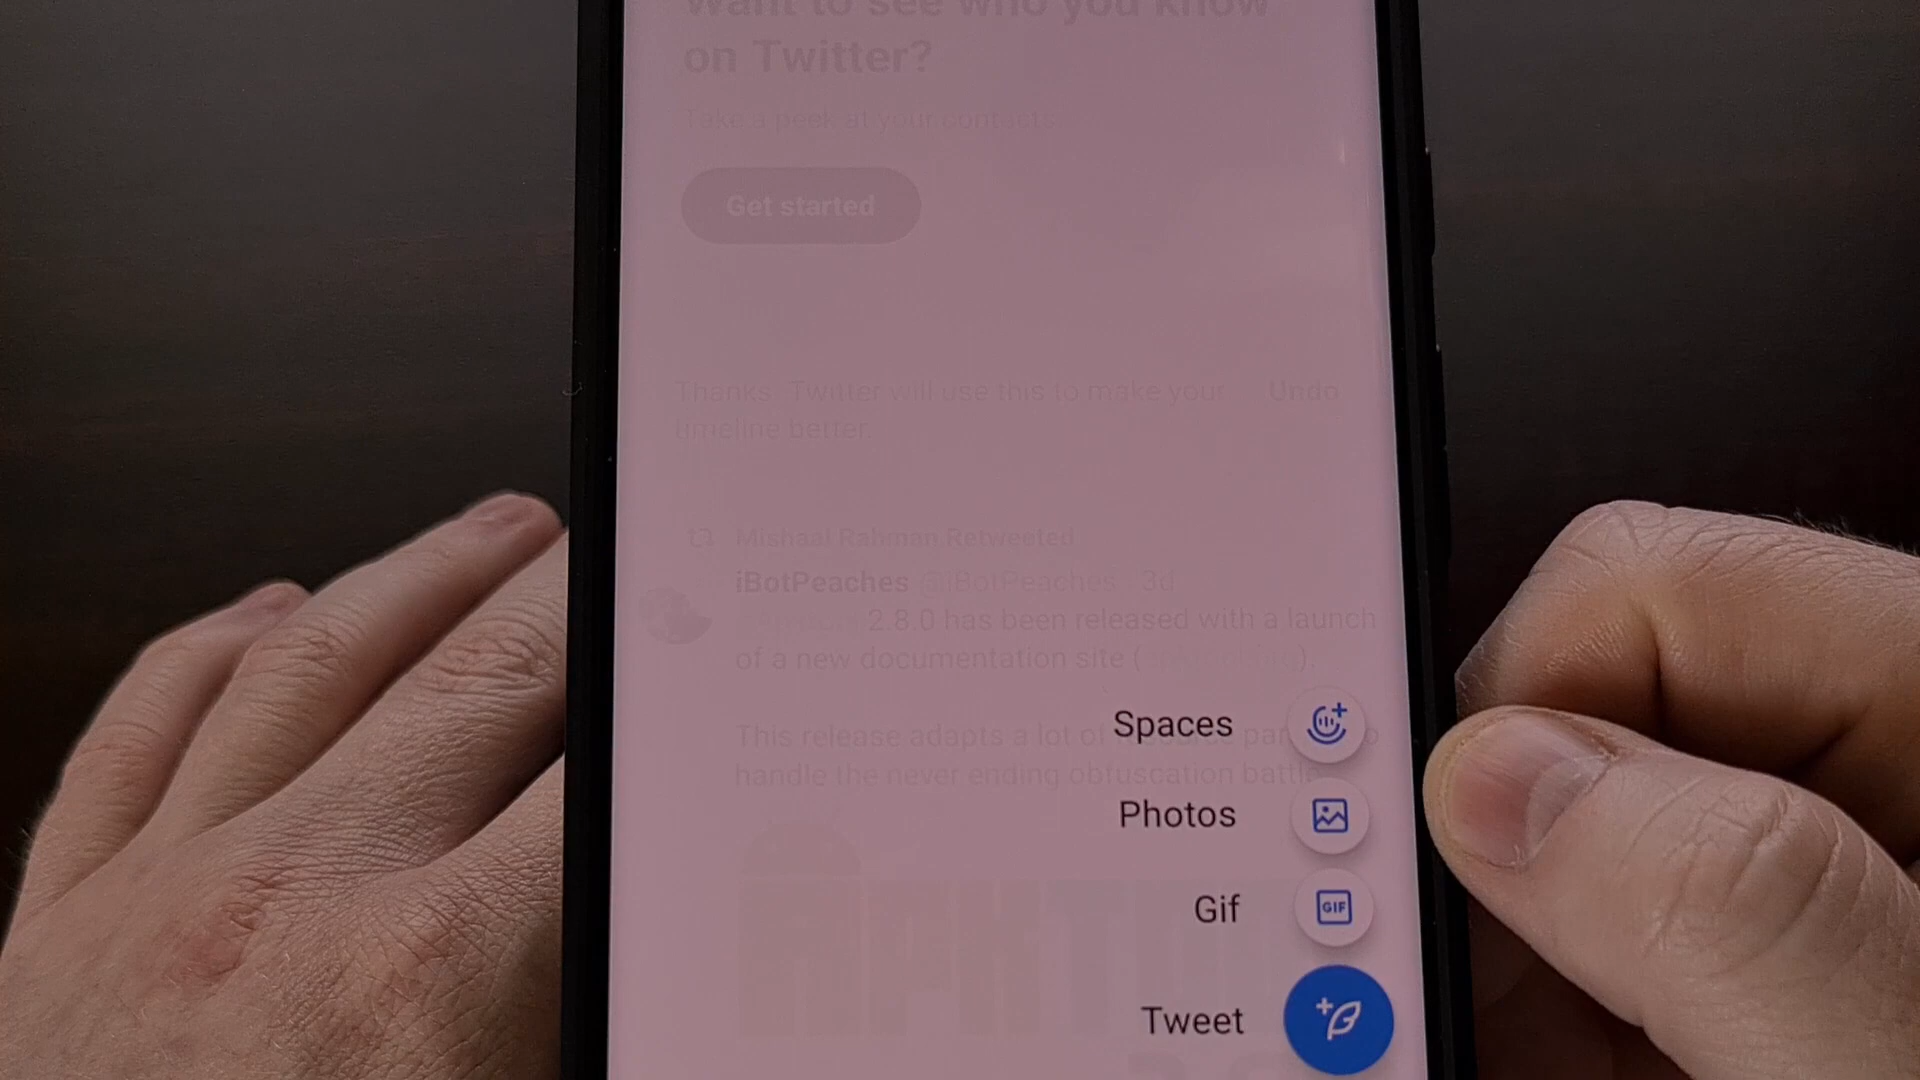 Want to see who you know
on Twitter?
Take a peek at your contacts.
Get started
Thanks. Twitter will use this to make your
Undo
timeline better.
Mishaal Rahman Retweeted
iBotPeaches @iBotPeaches · 3d
2.8.0 has been released with a launch
of a new documentation site (
This release adapts a lot of
handle the never ending obfuscation battle
Spaces
Photos
GIF
Gif
Tweet
APKTOOL